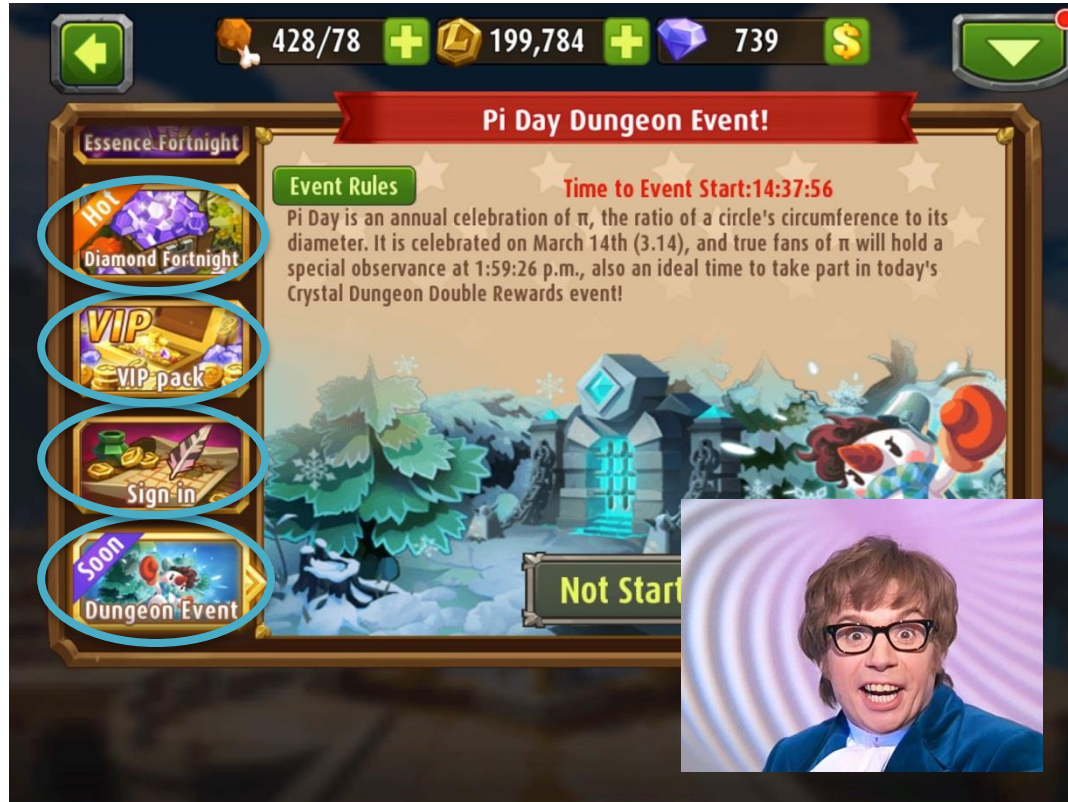 428/78
199,784
739
Pi Day Dungeon Event!
Essence Fortnight
Hot
Diamond Fortnight
VIP
VIP pack
Sign in
Soon
Dungeon Event
Event Rules
Time to Event Start:14:37:56
Pi Day is an annual celebration of π, the ratio of a circle's circumference to its
diameter. It is celebrated on March 14th (3.14), and true fans of π will hold a
special observance at 1:59:26 p.m., also an ideal time to take part in today's
Crystal Dungeon Double Rewards event!
Not Start